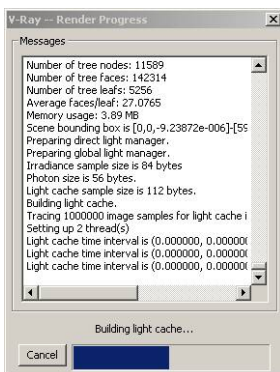 V-Ray -- Render Progress
Messages
Number of tree nodes: 11589
Number of tree faces: 142314
Number of tree leafs: 5256
Average faces/leaf: 27.0765
Memory usage: 3.89 MB
Scene bounding box is [0,0,-9.23872e-006]-[59
Preparing direct light manager.
Preparing global light manager.
Irradiance sample size is 84 bytes
Photon size is 56 bytes.
Light cache sample size is 112 bytes.
Building light cache.
Tracing 1000000 image samples for light cache i
Setting up 2 thread(s)
Light cache time interval is (0.000000, 0.00000(
Light cache time interval is (0.000000, 0.00000(
Light cache time interval is (0.000000, 0.00000(
Building light cache...
Cancel